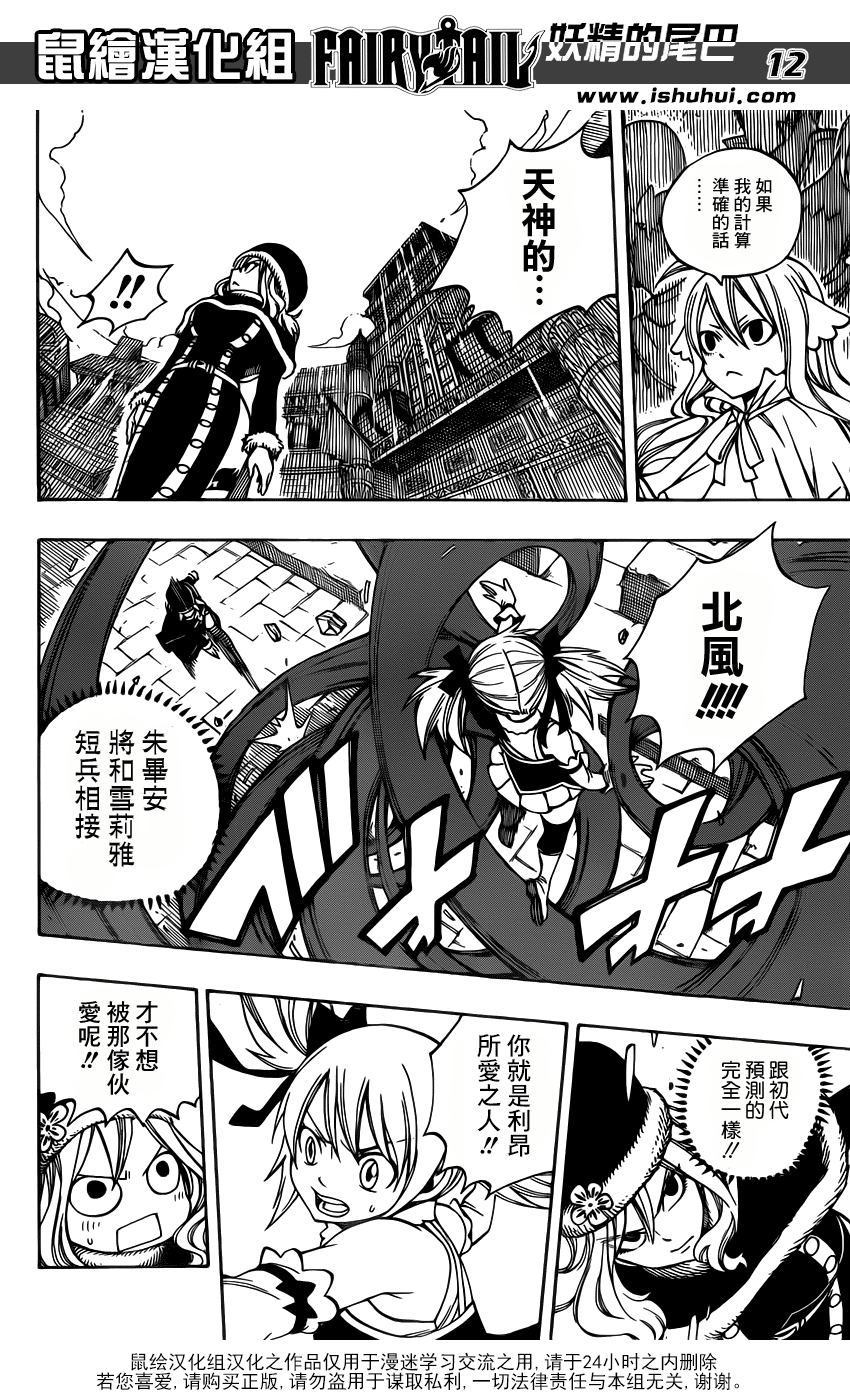 鼠繪漢化組
FAIRY TAIL
妖精的尾巴
12
www.ishuhui.com
如果
我的計算
準確的話
……
天神的…
!!
北風
!!!!
朱畢安
將和雪莉雅
短兵相接
跟初代
預測的
完全一樣!!
你就是利昂
所愛之人!!
才不想
被那傢伙
愛呢!!
鼠绘汉化组汉化之作品仅用于漫迷学习交流之用, 请于24小时之内删除
若您喜爱, 请购买正版, 请勿盗用于谋取私利, 一切法律责任与本组无关, 谢谢。